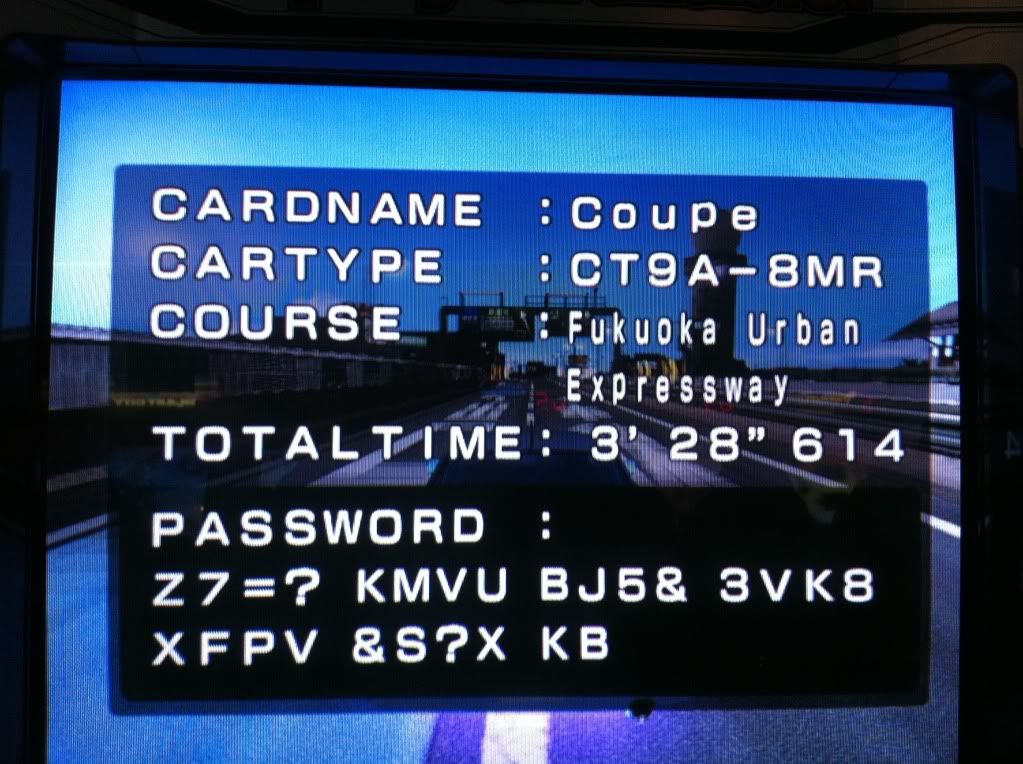 CARDNAME : Coupe
CARTYPE : CT9A-8MR
COURSE : Fukuoka Urban
Expressway
TOTALTIME: 3' 28" 614
PASSWORD :
Z7=? KMVU BJ5& 3VK8
XFPV &S?X KB